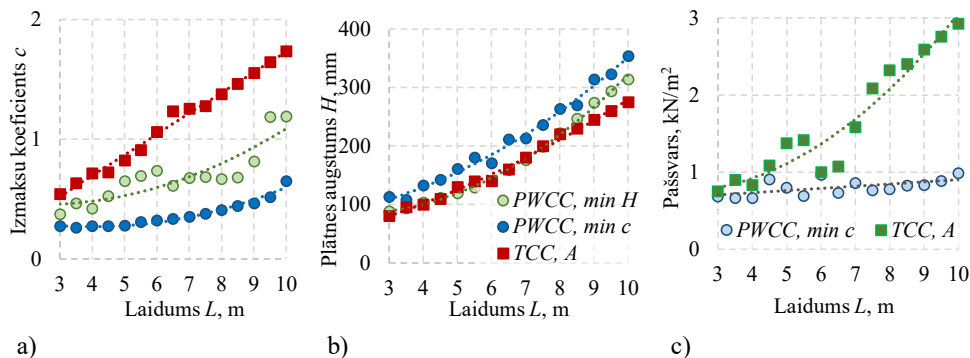 Izmaksu koeficients c
2
1
0
3 4 5 6 7 8 9 10
Laidums L, m
a)
Plātnes augstums H, mm
400
300
200
100
0
PWCC, min H
PWCC, min c
TCC, A
3 4 5 6 7 8 9 10
Laidums L, m
b)
Pašsvars, kN/m²
3
2
1
0
PWCC, min c
TCC, A
3 4 5 6 7 8 9 10
Laidums L, m
c)